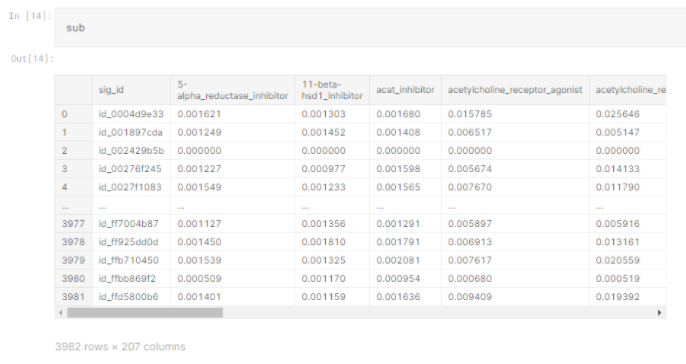 In [14]:
sub
Out[14]:
sig_id 5-alpha_reductase_inhibitor 11-beta-hsd1_inhibitor acat_inhibitor acetylcholine_receptor_agonist acetylcholine_re
0 id_0004d9e33 0.001621 0.001303 0.001680 0.015785 0.025646
1 id_001897cda 0.001249 0.001452 0.001408 0.006517 0.005147
2 id_002429b5b 0.000000 0.000000 0.000000 0.000000 0.000000
3 id_00276f245 0.001227 0.000977 0.001598 0.005674 0.014133
4 id_0027f1083 0.001549 0.001233 0.001565 0.007670 0.011790
... ... ... ... ... ... ...
3977 id_ff7004b87 0.001127 0.001356 0.001291 0.005897 0.005916
3978 id_ff925dd0d 0.001450 0.001810 0.001791 0.006913 0.013161
3979 id_ffb710450 0.001539 0.001325 0.002081 0.007617 0.020559
3980 id_ffbb869f2 0.000509 0.001170 0.000954 0.000680 0.000519
3981 id_ffd5800b6 0.001401 0.001159 0.001636 0.009409 0.019392
3982 rows × 207 columns